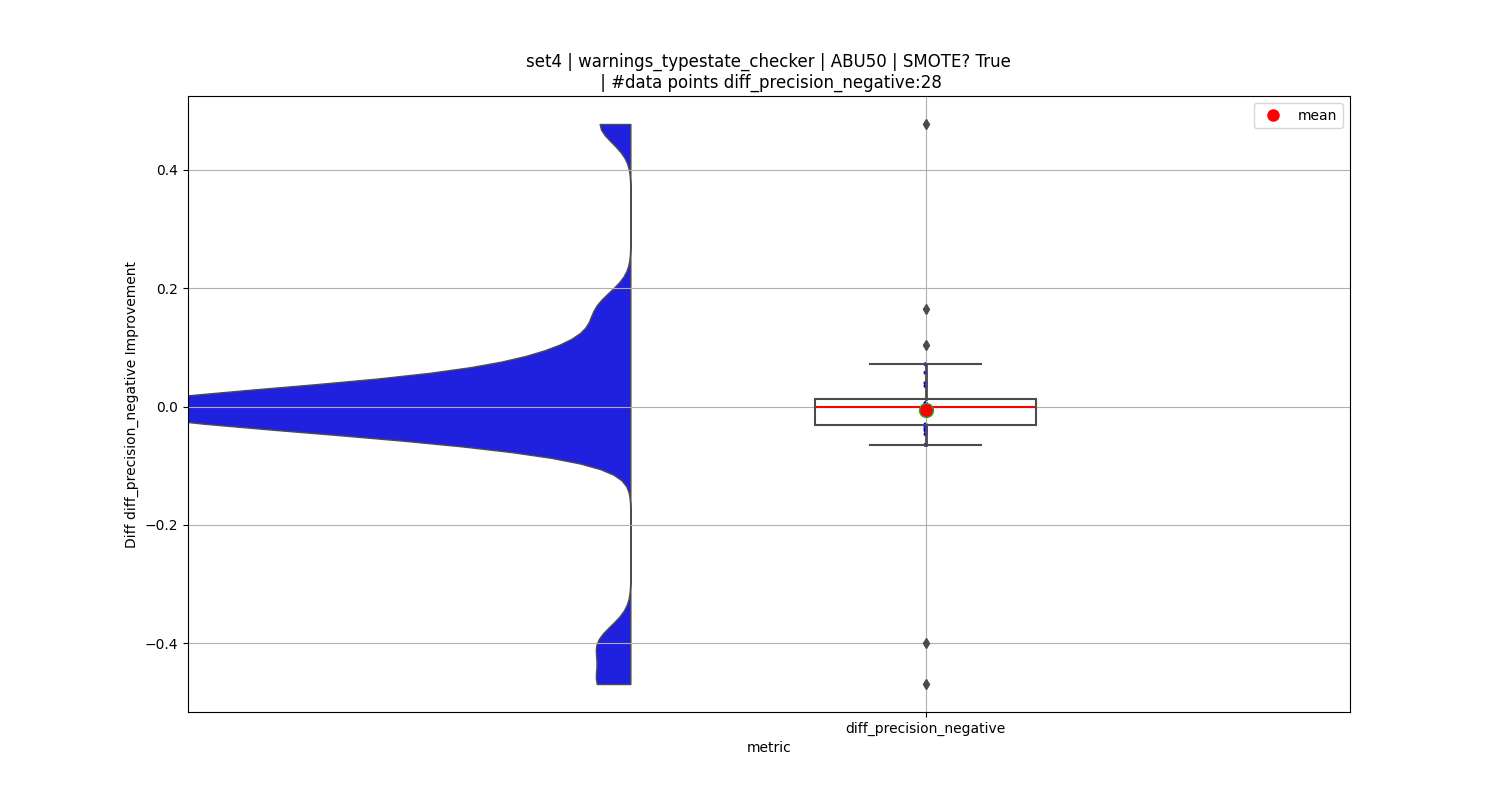 set4 | warnings_typestate_checker | ABU50 | SMOTE? True
| #data points diff_precision_negative:28
mean
0.4
0.2
0.0
−0.2
−0.4
Diff diff_precision_negative Improvement
diff_precision_negative
metric